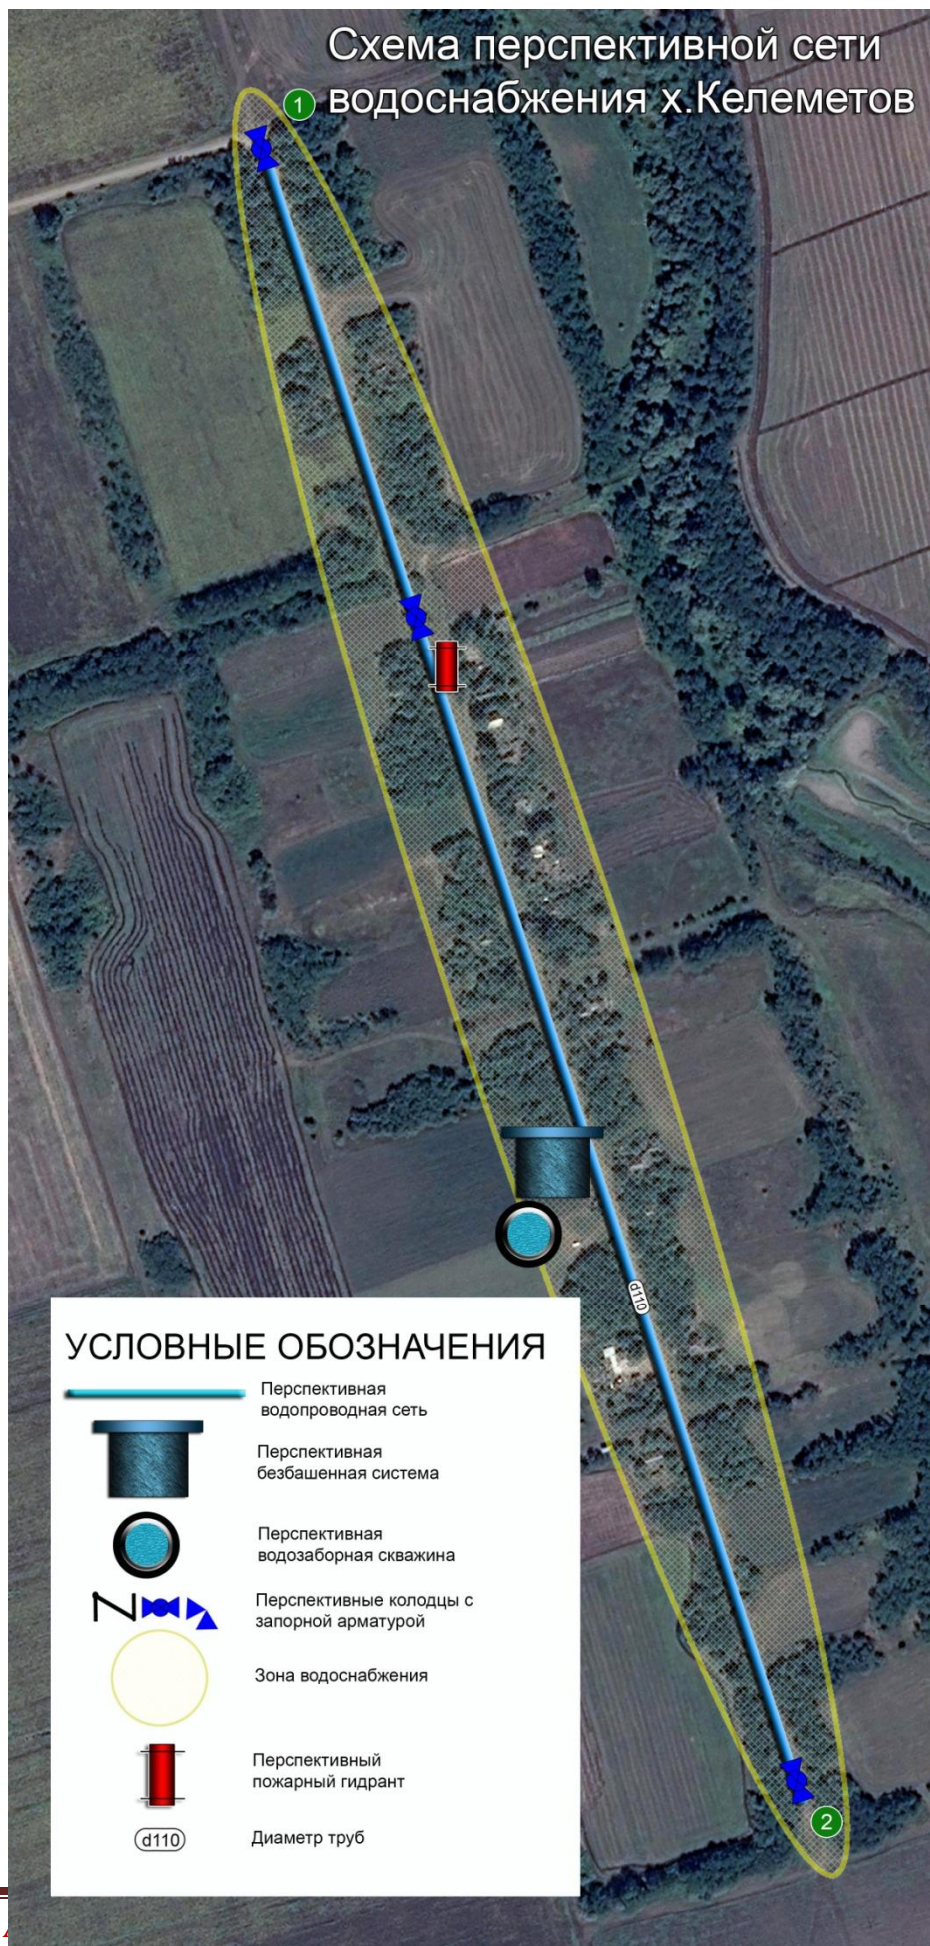 Схема перспективной сети
водоснабжения х.Келеметов
1
d110
УСЛОВНЫЕ ОБОЗНАЧЕНИЯ
Перспективная
водопроводная сеть
Перспективная
безбашенная система
Перспективная
водозаборная скважина
Перспективные колодцы с
запорной арматурой
Зона водоснабжения
Перспективный
пожарный гидрант
d110
Диаметр труб
2